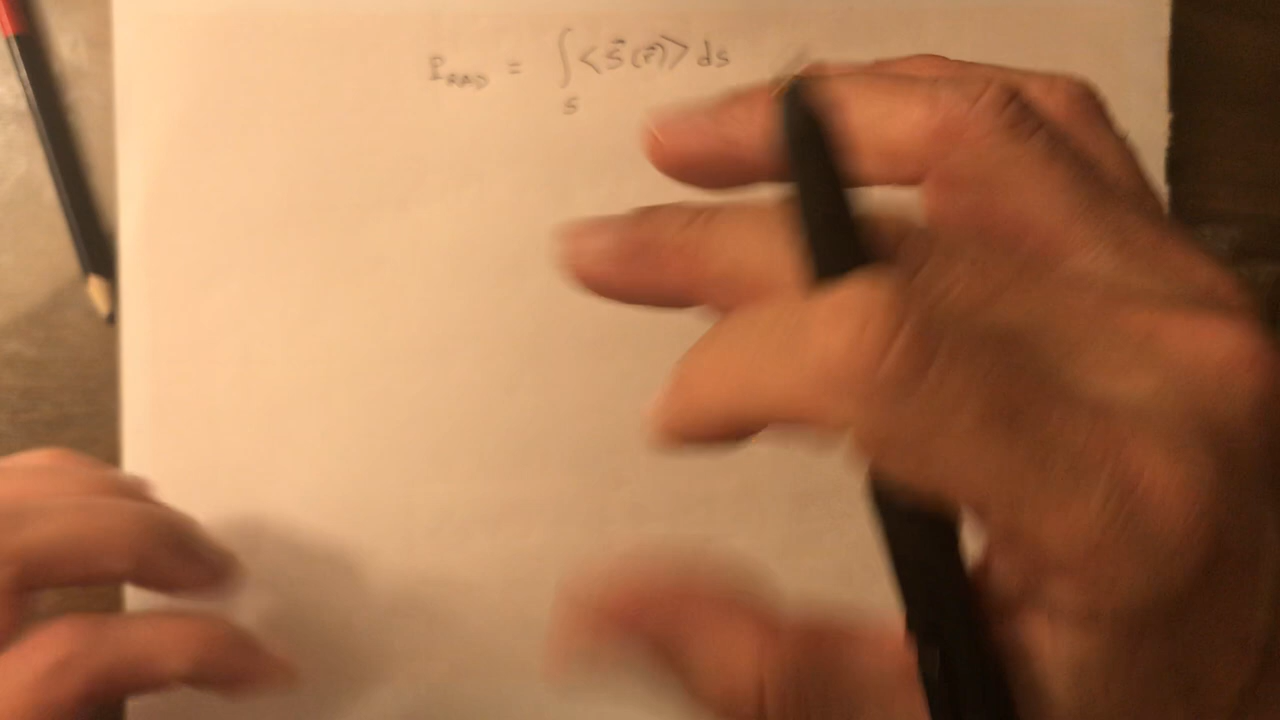 P_RAD = ∫_S <S⃗(r⃗)> ds